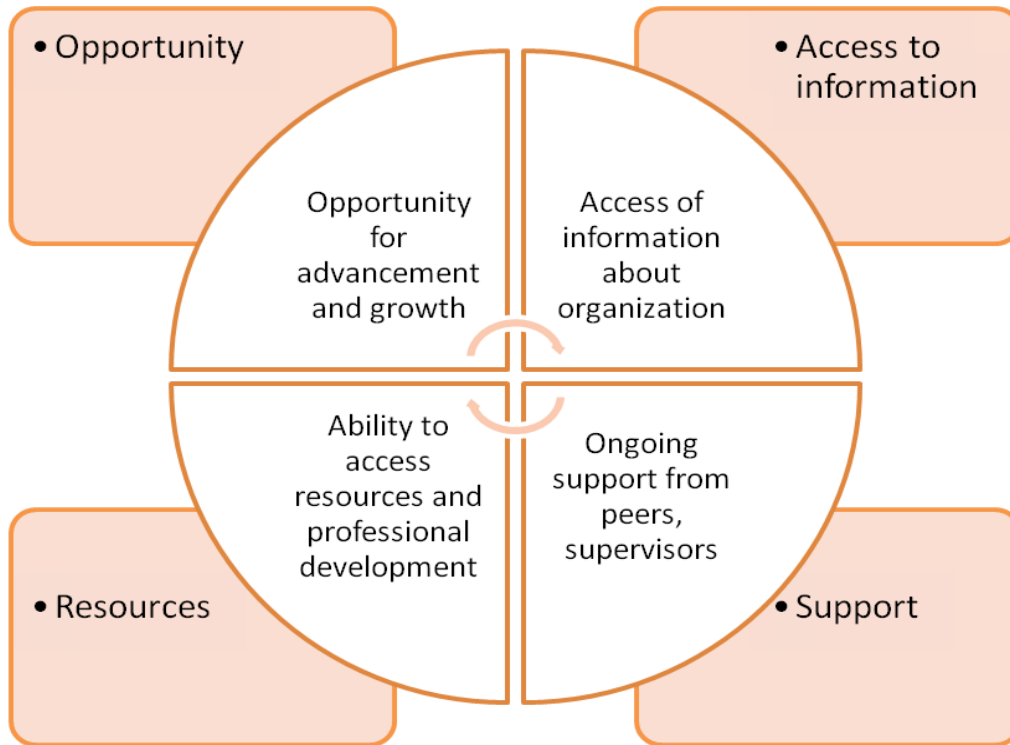 • Opportunity
• Access to
information
Opportunity
for
advancement
and growth
Access of
information
about
organization
Ability to
access
resources and
professional
development
Ongoing
support from
peers,
supervisors
• Resources
• Support